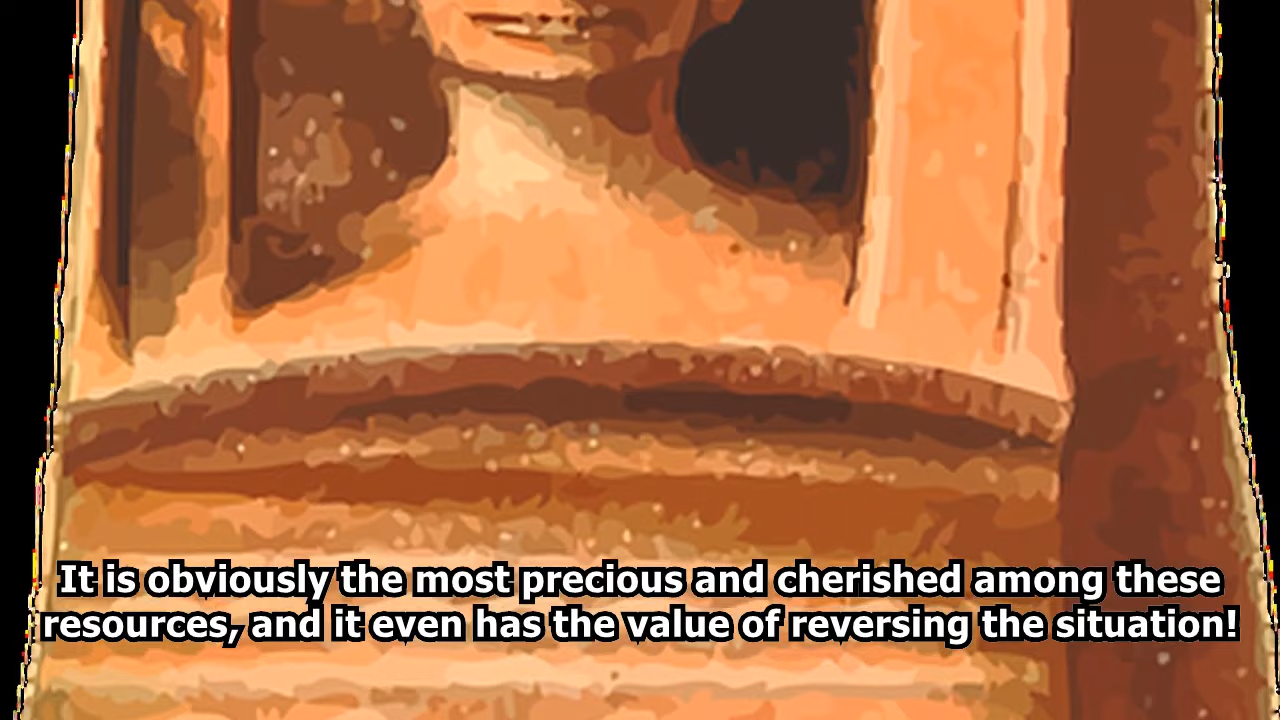 It is obviously the most precious and cherished among these
resources, and it even has the value of reversing the situation!